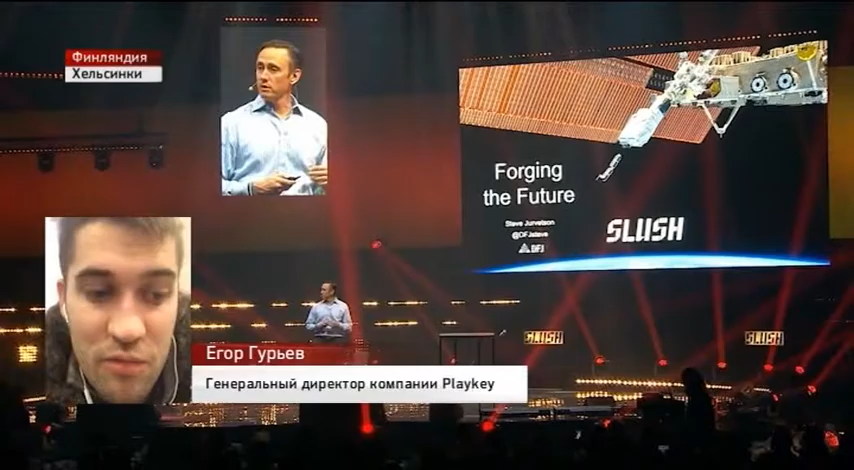 Финляндия
Хельсинки
Forging
the Future
Steve Jurvetson
@DFJsteve
DFJ
SLUSH
SLUSH
SLUSH
Егор Гурьев
Генеральный директор компании Playkey